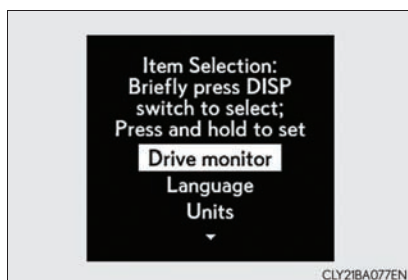 Item Selection:
Briefly press DISP
switch to select;
Press and hold to set
Drive monitor
Language
Units
CLY21BA077EN